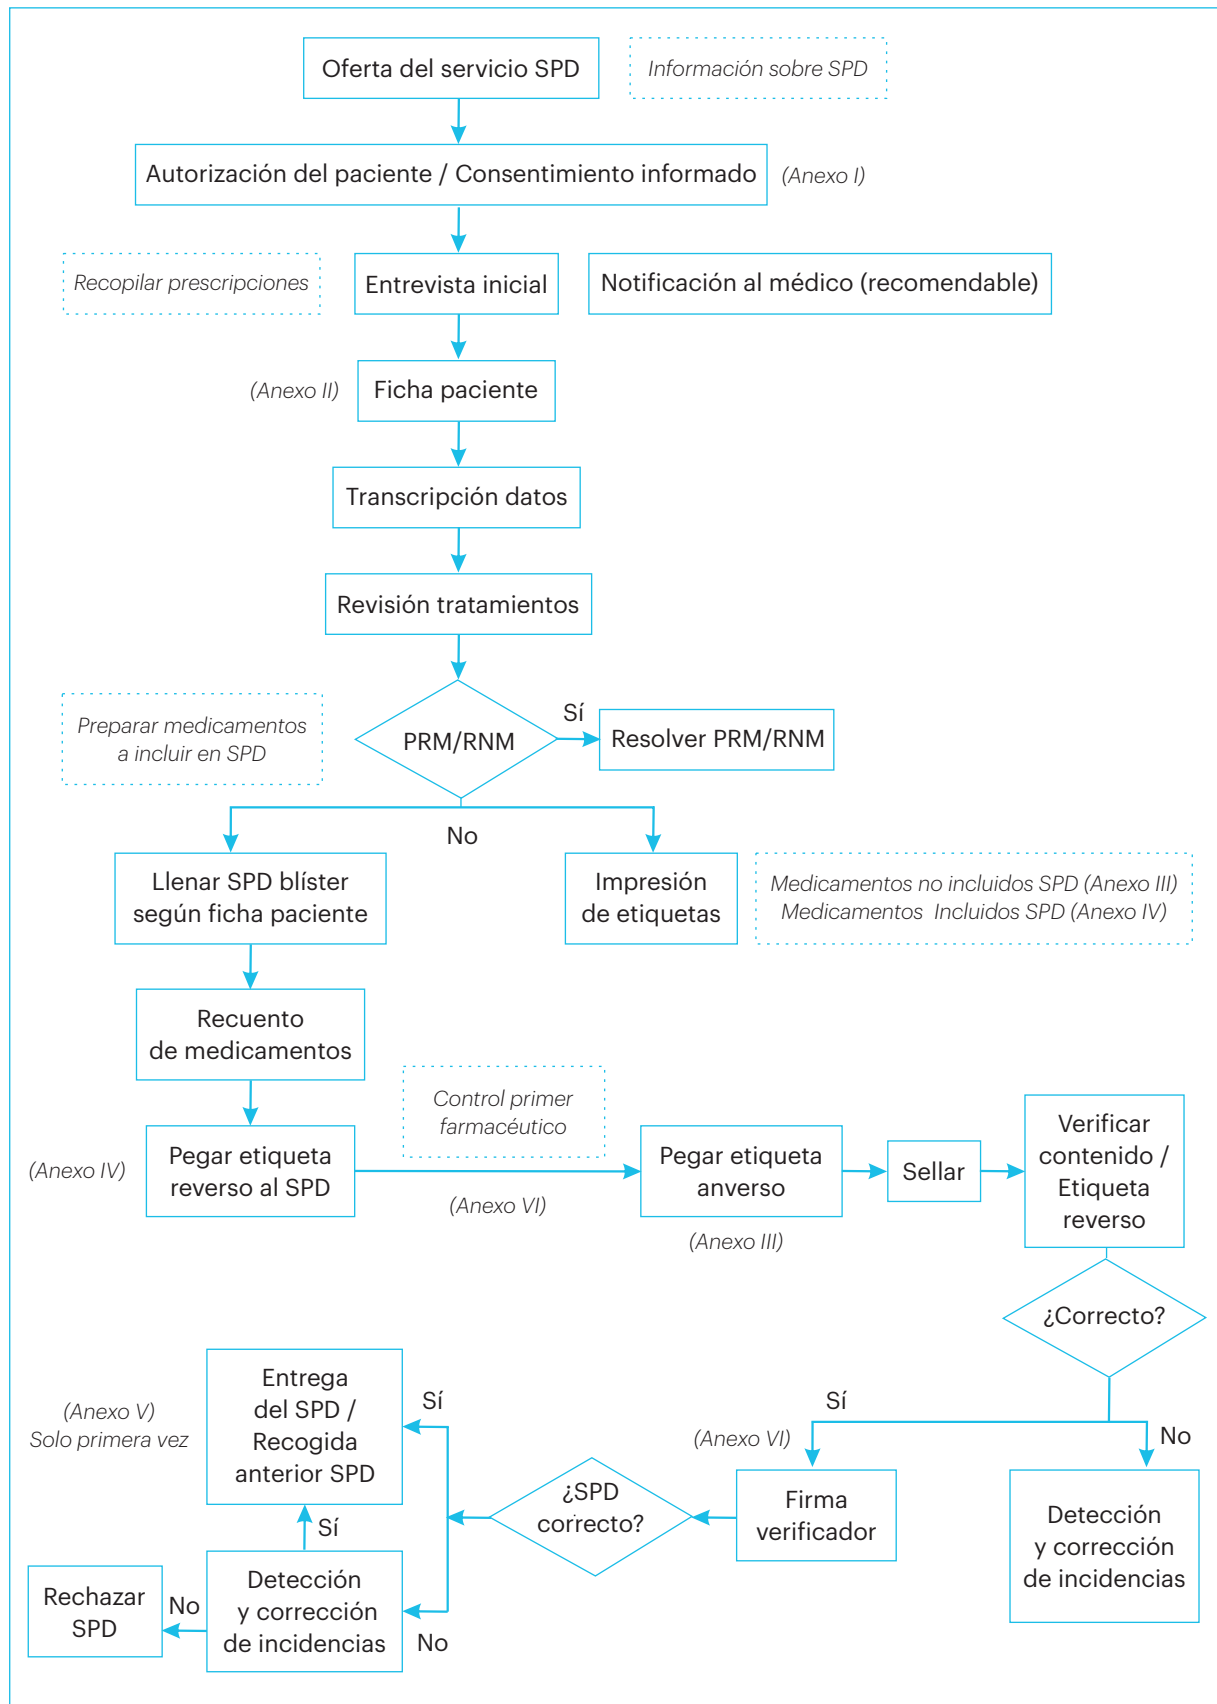 Oferta del servicio SPD
Información sobre SPD
Autorización del paciente / Consentimiento informado
(Anexo I)
Recopilar prescripciones
Entrevista inicial
Notificación al médico (recomendable)
(Anexo II)
Ficha paciente
Transcripción datos
Revisión tratamientos
Preparar medicamentos
a incluir en SPD
PRM/RNM
Sí
Resolver PRM/RNM
No
Llenar SPD blíster
según ficha paciente
Impresión
de etiquetas
Medicamentos no incluidos SPD (Anexo III)
Medicamentos Incluidos SPD (Anexo IV)
Recuento
de medicamentos
Control primer
farmacéutico
(Anexo IV)
Pegar etiqueta
reverso al SPD
(Anexo VI)
Pegar etiqueta
anverso
(Anexo III)
Sellar
Verificar
contenido /
Etiqueta
reverso
¿Correcto?
Sí
No
(Anexo VI)
Firma
verificador
Detección
y corrección
de incidencias
¿SPD
correcto?
Sí
Entrega
del SPD /
Recogida
anterior SPD
(Anexo V)
Solo primera vez
No
Detección
y corrección
de incidencias
Sí
No
Rechazar
SPD